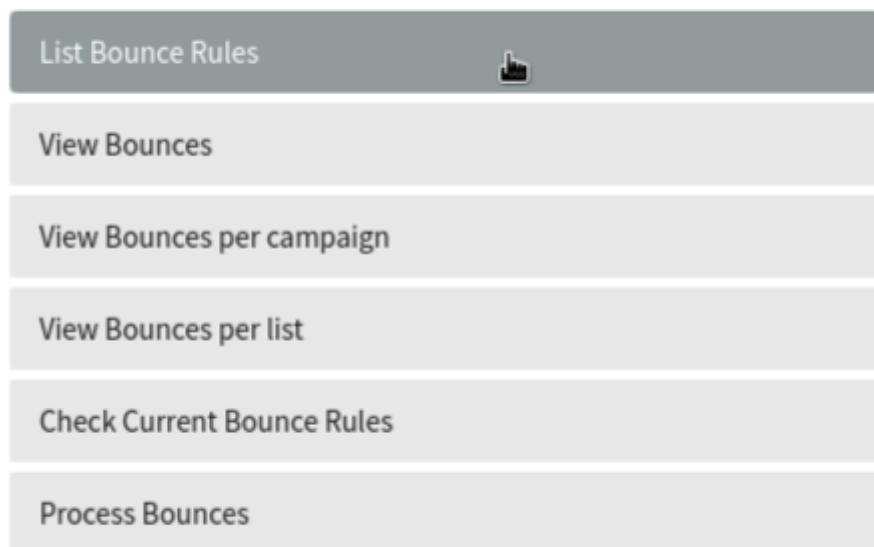 List Bounce Rules
View Bounces
View Bounces per campaign
View Bounces per list
Check Current Bounce Rules
Process Bounces